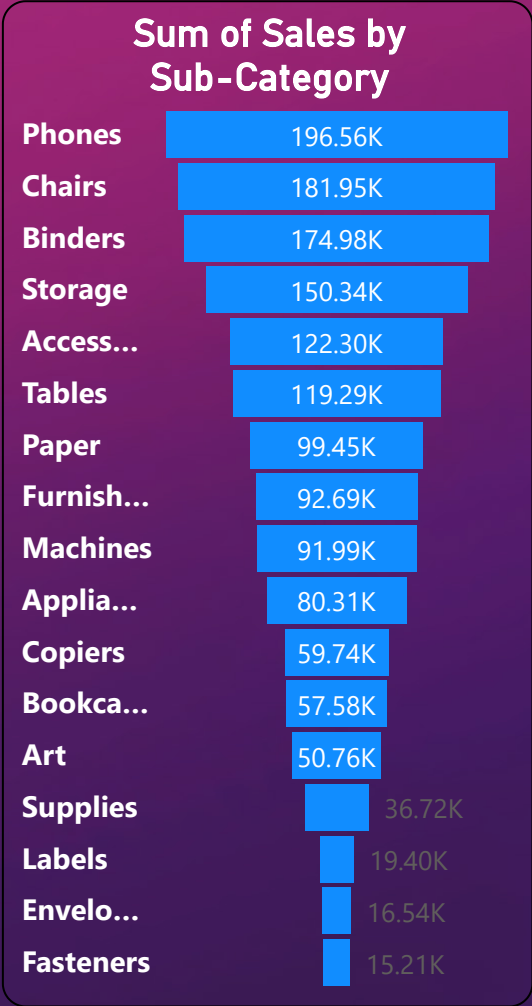 Sum of Sales by
Sub-Category
Phones 196.56K
Chairs 181.95K
Binders 174.98K
Storage 150.34K
Access... 122.30K
Tables 119.29K
Paper 99.45K
Furnish... 92.69K
Machines 91.99K
Applia... 80.31K
Copiers 59.74K
Bookca... 57.58K
Art 50.76K
Supplies 36.72K
Labels 19.40K
Envelo... 16.54K
Fasteners 15.21K